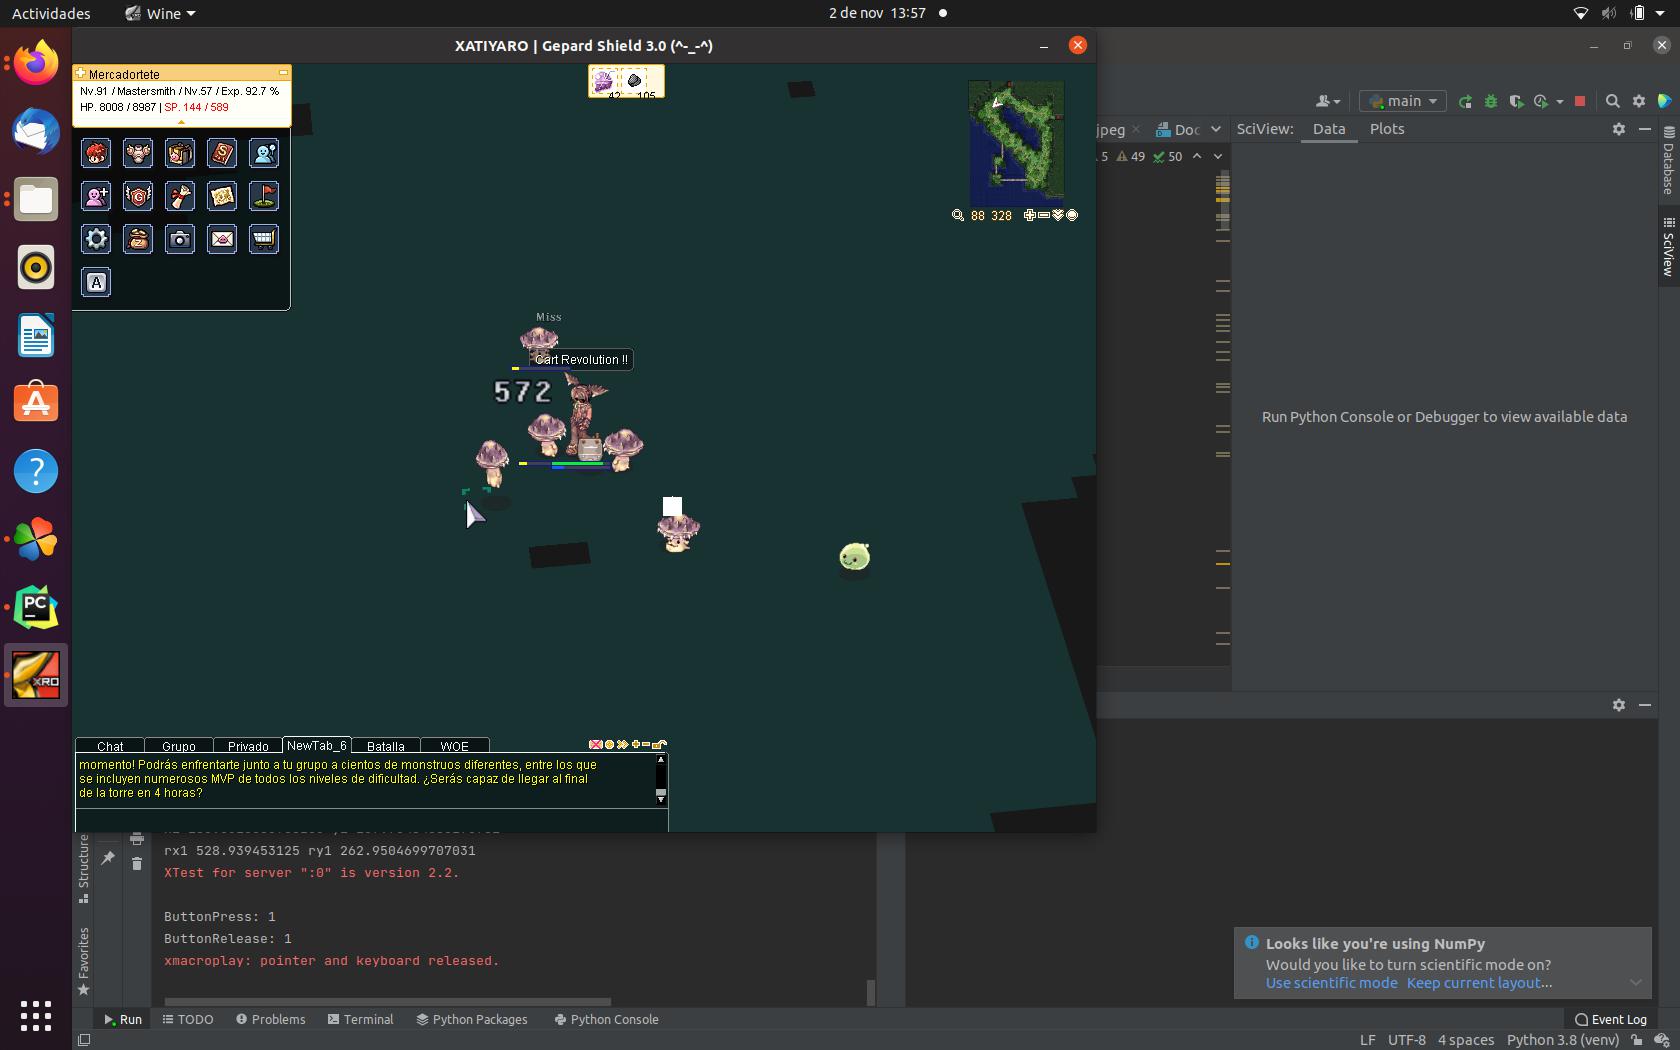 Actividades
Wine
2 de nov 13:57
XATIYARO | Gepard Shield 3.0 (^-_-^)
Mercadortete
Nv.91 / Mastersmith / Nv.57 / Exp. 92.7 %
HP. 8008 / 8987 | SP. 144 / 589
42
105
A
88 328
Miss
Cart Revolution !!
572
Chat
Grupo
Privado
NewTab_6
Batalla
WOE
momento! Podrás enfrentarte junto a tu grupo a cientos de monstruos diferentes, entre los que
se incluyen numerosos MVP de todos los niveles de dificultad. ¿Serás capaz de llegar al final
de la torre en 4 horas?
PC
XRO
main
jpeg
Doc
5
49
50
SciView:
Data
Plots
Database
SciView
Run Python Console or Debugger to view available data
rx1 528.939453125 ry1 262.9504699707031
XTest for server ":0" is version 2.2.
ButtonPress: 1
ButtonRelease: 1
xmacroplay: pointer and keyboard released.
Structure
Favorites
Looks like you're using NumPy
Would you like to turn scientific mode on?
Use scientific mode
Keep current layout...
Run
TODO
Problems
Terminal
Python Packages
Python Console
Event Log
LF
UTF-8
4 spaces
Python 3.8 (venv)